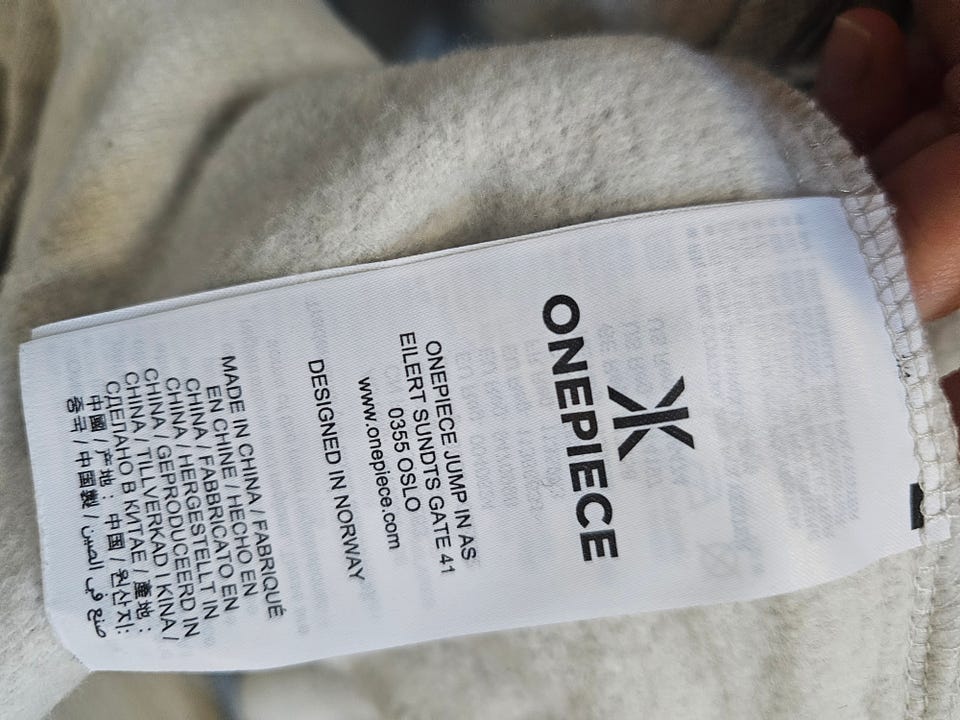 ONEPIECE
ONEPIECE JUMP IN AS
EILERT SUNDTS GATE 41
0355 OSLO
www.onepiece.com
DESIGNED IN NORWAY
MADE IN CHINA / FABRIQUÉ
EN CHINE / HECHO EN
CHINA / FABBRICATO EN
CHINA / HERGESTELLT IN
CHINA / GEPRODUCEERD IN
CHINA / TILLVERKAD I KINA /
СДЕЛАНО В КИТАЕ / 產地 :
中國 / 产地 : 中国 / 원산지:
중국 / 中国製 / صنع في الصين